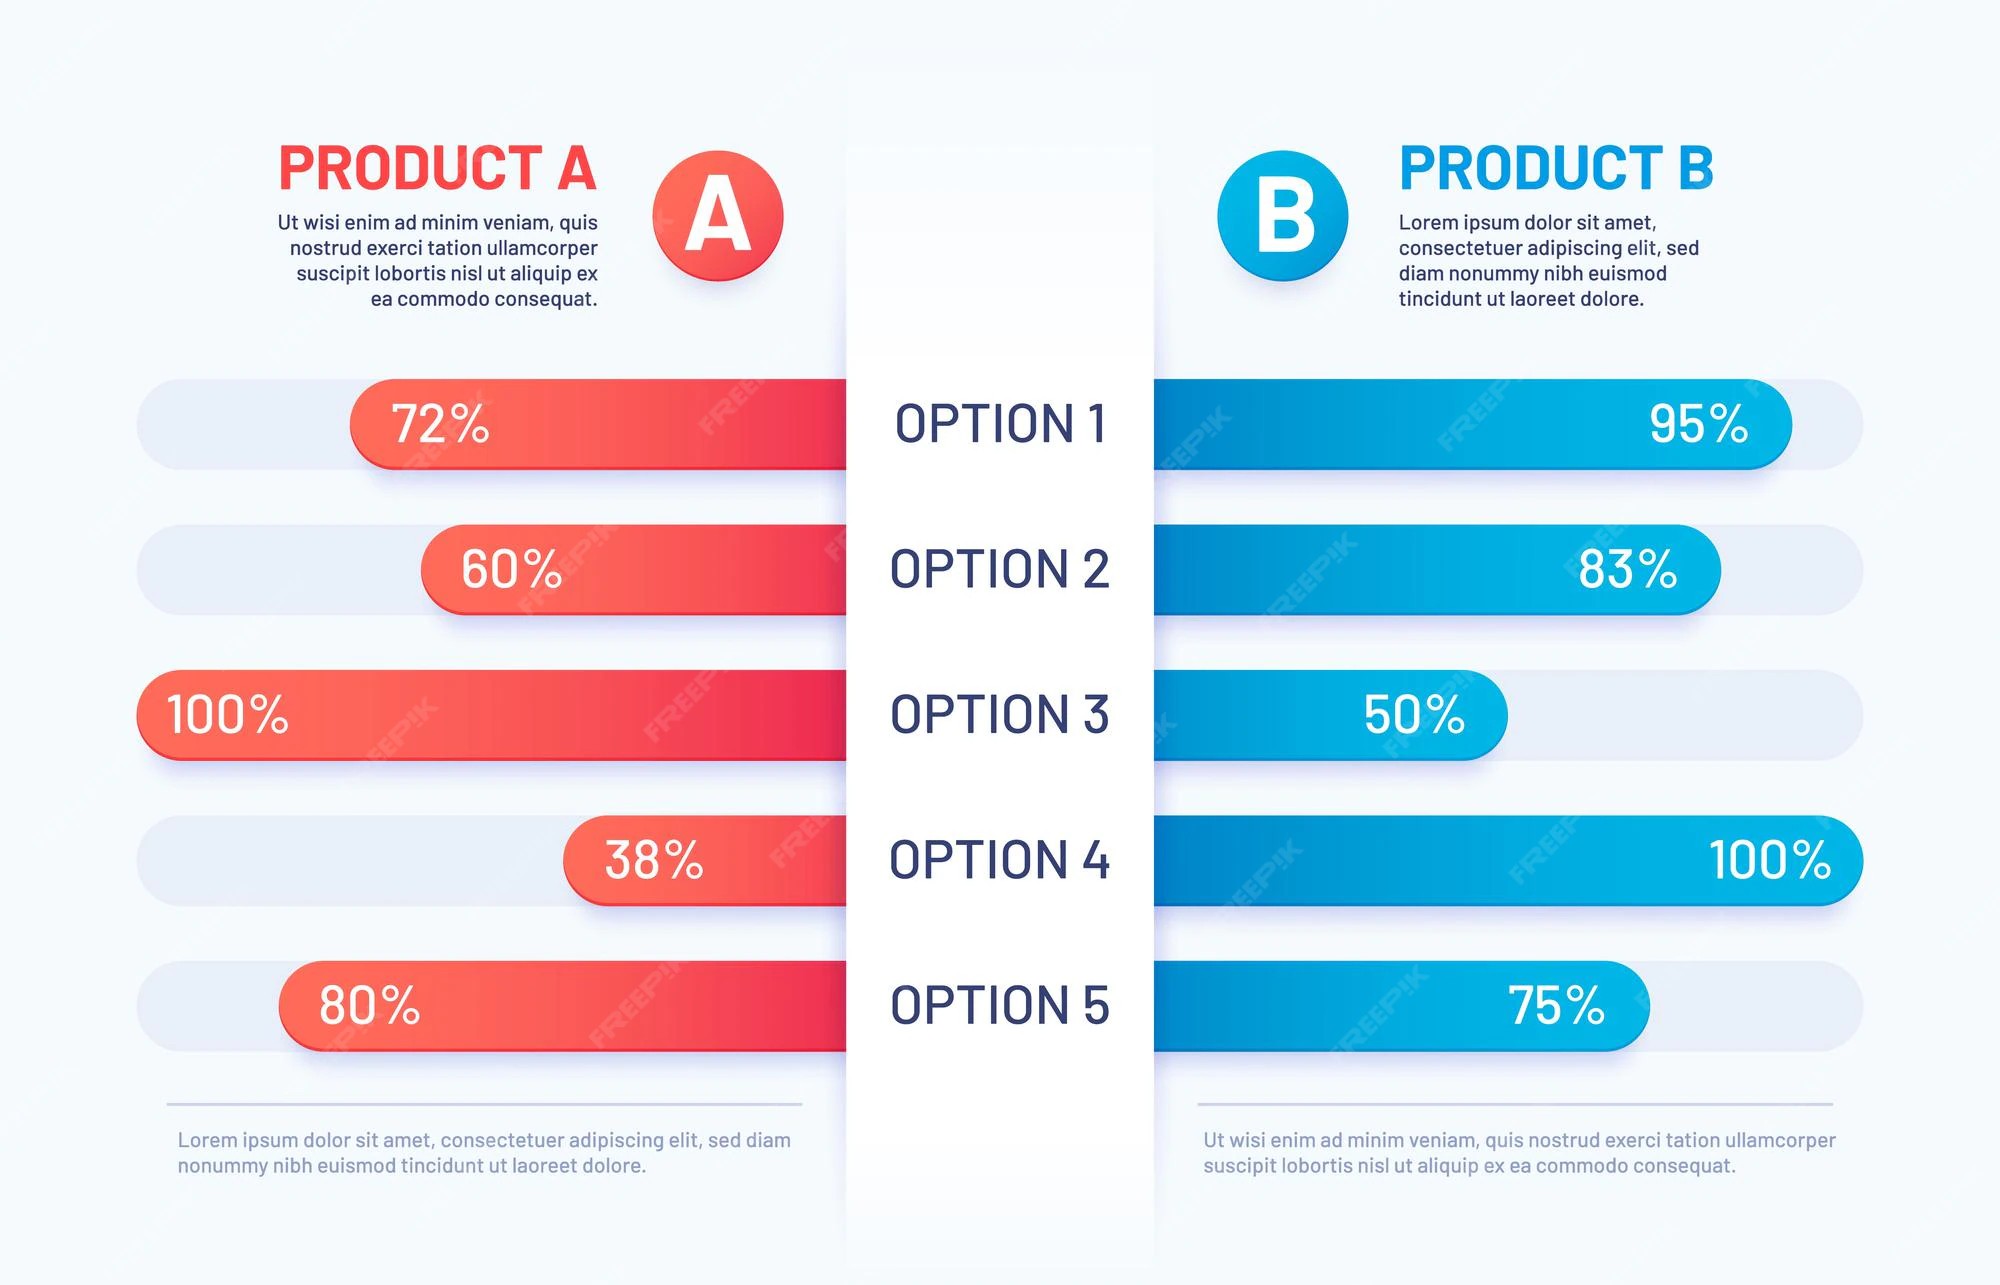 PRODUCT A
Ut wisi enim ad minim veniam, quis
nostrud exerci tation ullamcorper
suscipit lobortis nisl ut aliquip ex
ea commodo consequat.
A
B
PRODUCT B
Lorem ipsum dolor sit amet,
consectetuer adipiscing elit, sed
diam nonummy nibh euismod
tincidunt ut laoreet dolore.
72% OPTION 1 95%
60% OPTION 2 83%
100% OPTION 3 50%
38% OPTION 4 100%
80% OPTION 5 75%
Lorem ipsum dolor sit amet, consectetuer adipiscing elit, sed diam
nonummy nibh euismod tincidunt ut laoreet dolore.
Ut wisi enim ad minim veniam, quis nostrud exerci tation ullamcorper
suscipit lobortis nisl ut aliquip ex ea commodo consequat.
FREEPIK